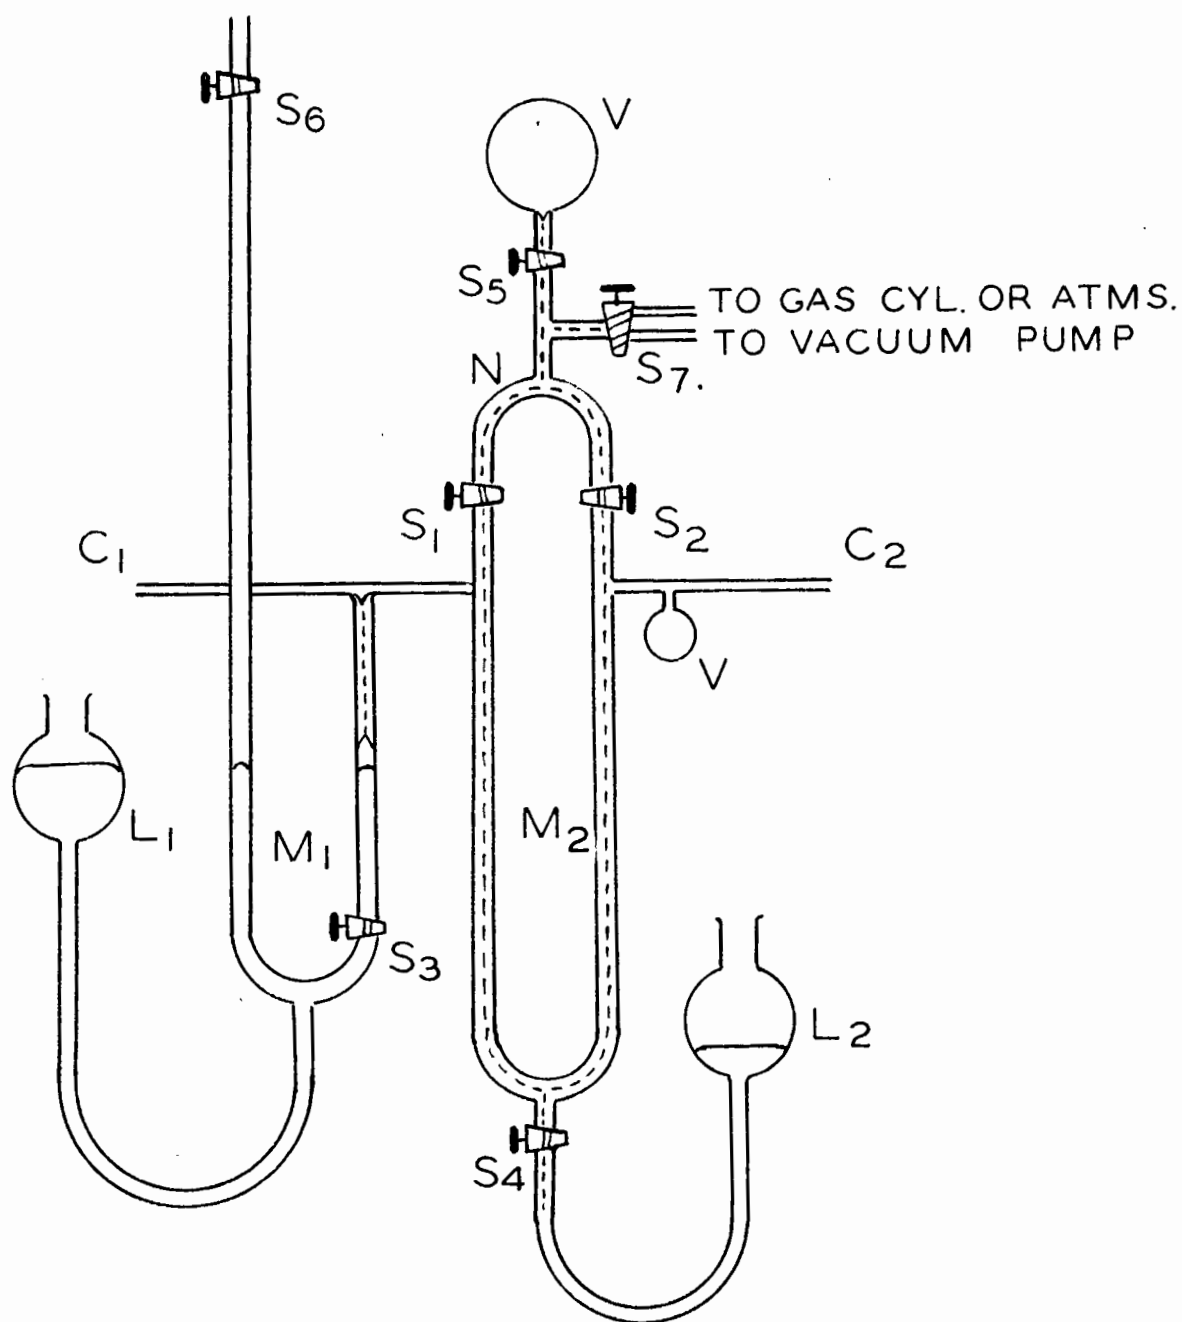 S6
V
S5
TO GAS CYL. OR ATMS.
TO VACUUM PUMP
N
S7.
S1
S2
C1
C2
V
L1
M1
M2
S3
L2
S4